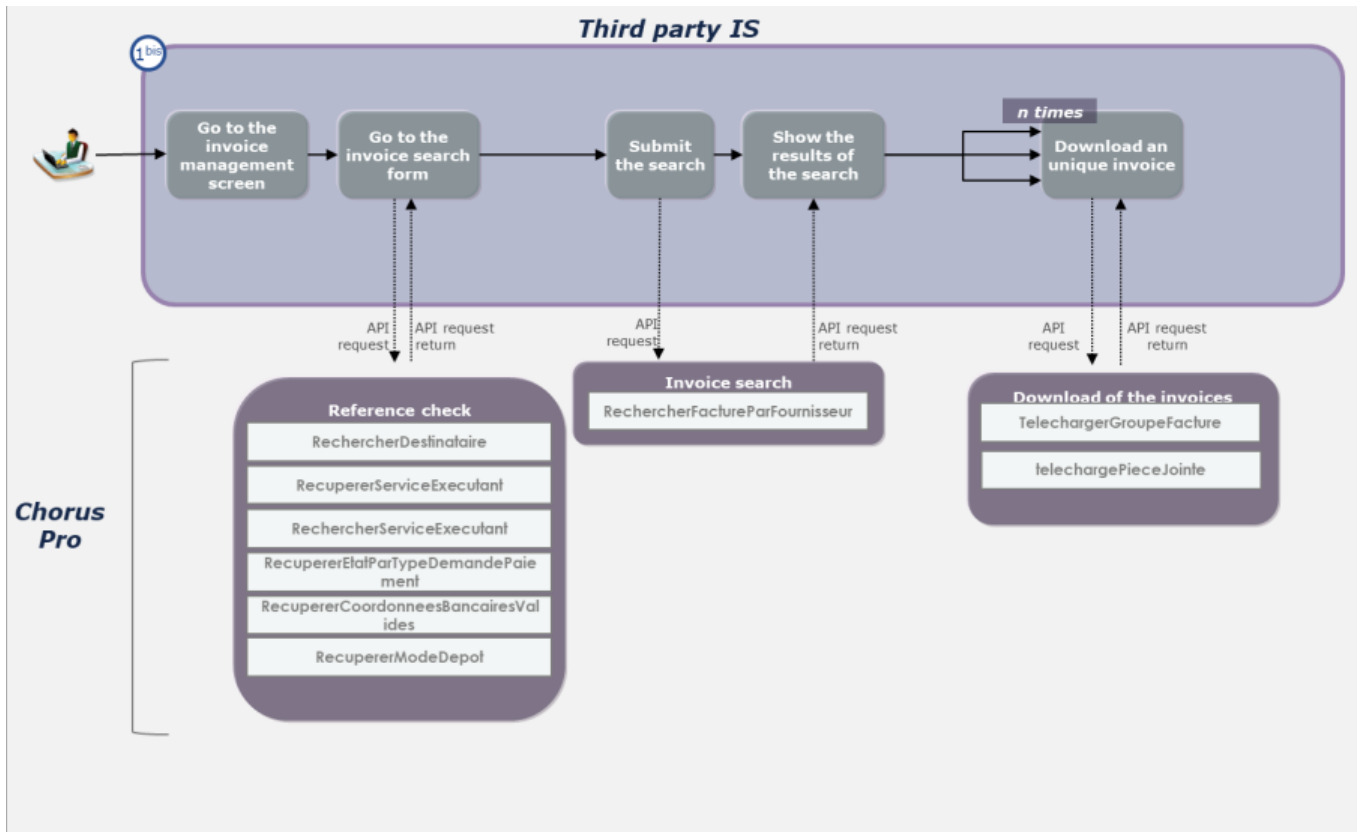 Third party IS
1bis
Go to the
invoice
management
screen
Go to the
invoice search
form
Submit
the search
Show the
results of
the search
n times
Download an
unique invoice
API
request
API request
return
API
request
API request
return
API
request
API request
return
Chorus
Pro
Reference check
RechercherDestinataire
RecupererServiceExecutant
RechercherServiceExecutant
RecupererEtatParTypeDemandePaie
ment
RecupererCoordonneesBancairesVal
ides
RecupererModeDepot
Invoice search
RechercherFactureParFournisseur
Download of the invoices
TelechargerGroupeFacture
telechargePieceJointe